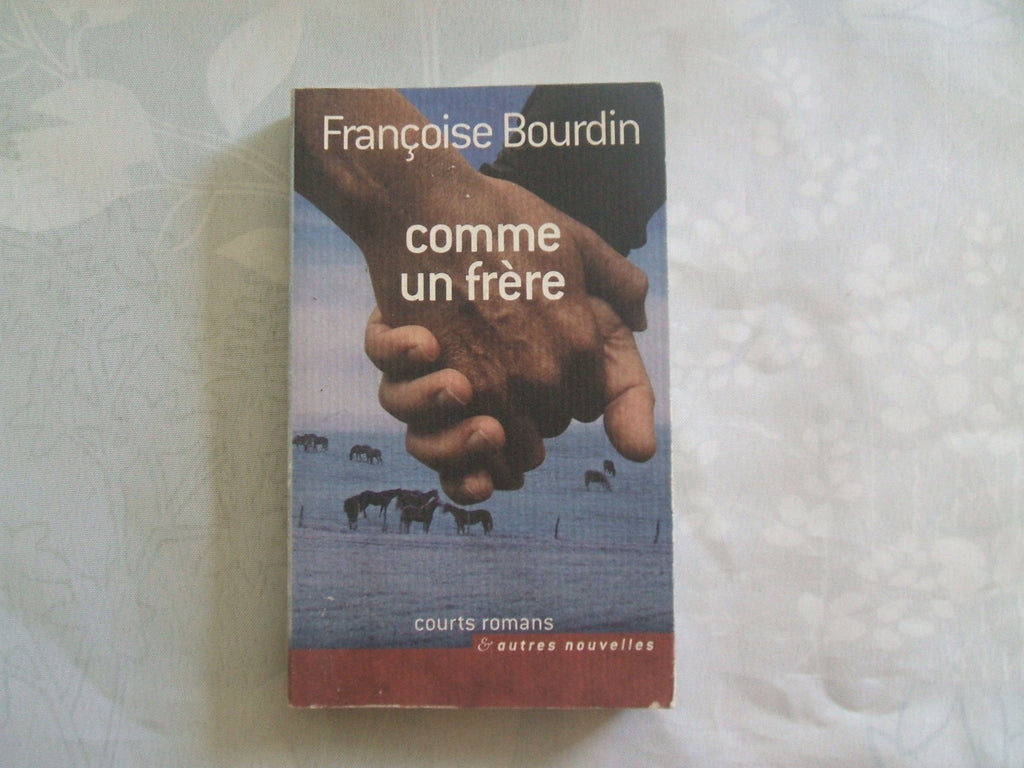 Françoise Bourdin
comme
un frère
courts romans
& autres nouvelles